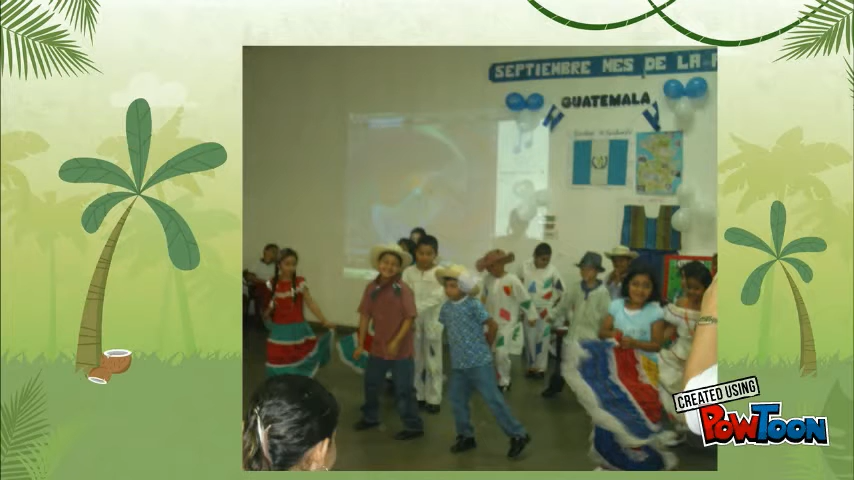 SEPTIEMBRE MES DE LA
GUATEMALA
CREATED USING
POWTOON